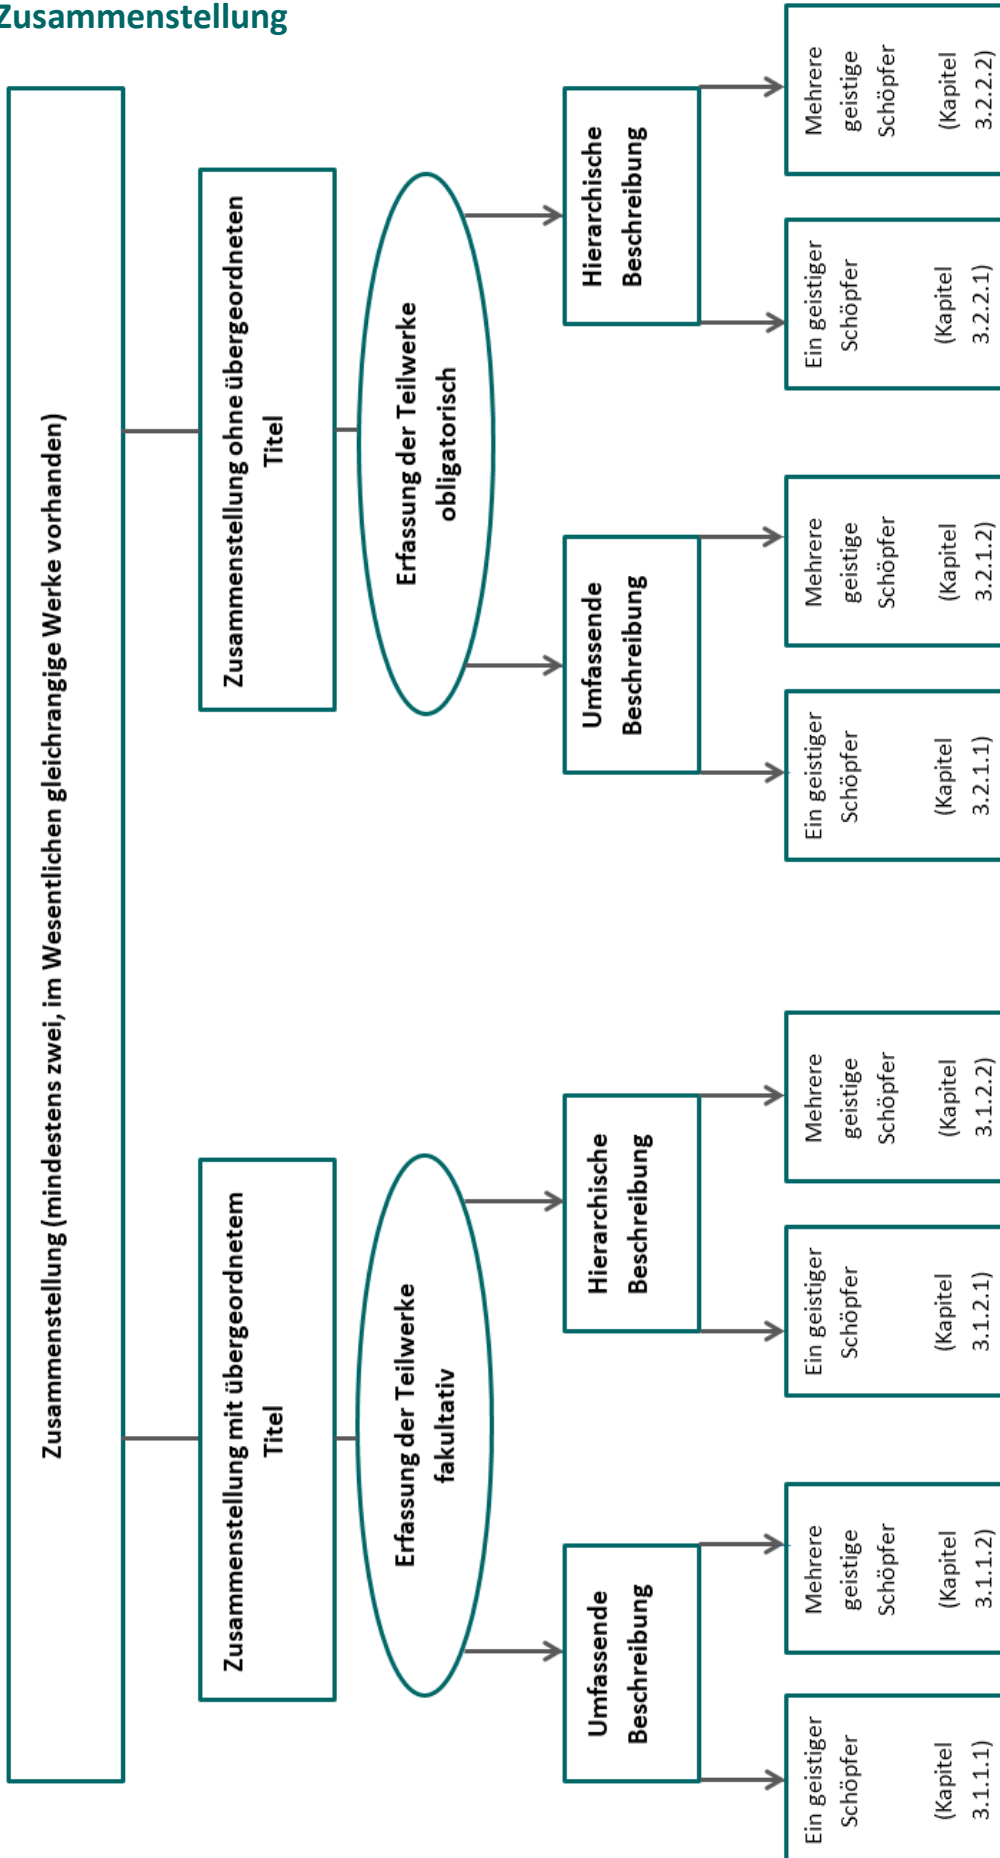 Zusammenstellung
Zusammenstellung (mindestens zwei, im Wesentlichen gleichrangige Werke vorhanden)
Zusammenstellung mit übergeordnetem
Titel
Zusammenstellung ohne übergeordneten
Titel
Erfassung der Teilwerke
fakultativ
Erfassung der Teilwerke
obligatorisch
Umfassende
Beschreibung
Hierarchische
Beschreibung
Umfassende
Beschreibung
Hierarchische
Beschreibung
Ein geistiger
Schöpfer
(Kapitel
3.1.1.1)
Mehrere
geistige
Schöpfer
(Kapitel
3.1.1.2)
Ein geistiger
Schöpfer
(Kapitel
3.1.2.1)
Mehrere
geistige
Schöpfer
(Kapitel
3.1.2.2)
Ein geistiger
Schöpfer
(Kapitel
3.2.1.1)
Mehrere
geistige
Schöpfer
(Kapitel
3.2.1.2)
Ein geistiger
Schöpfer
(Kapitel
3.2.2.1)
Mehrere
geistige
Schöpfer
(Kapitel
3.2.2.2)